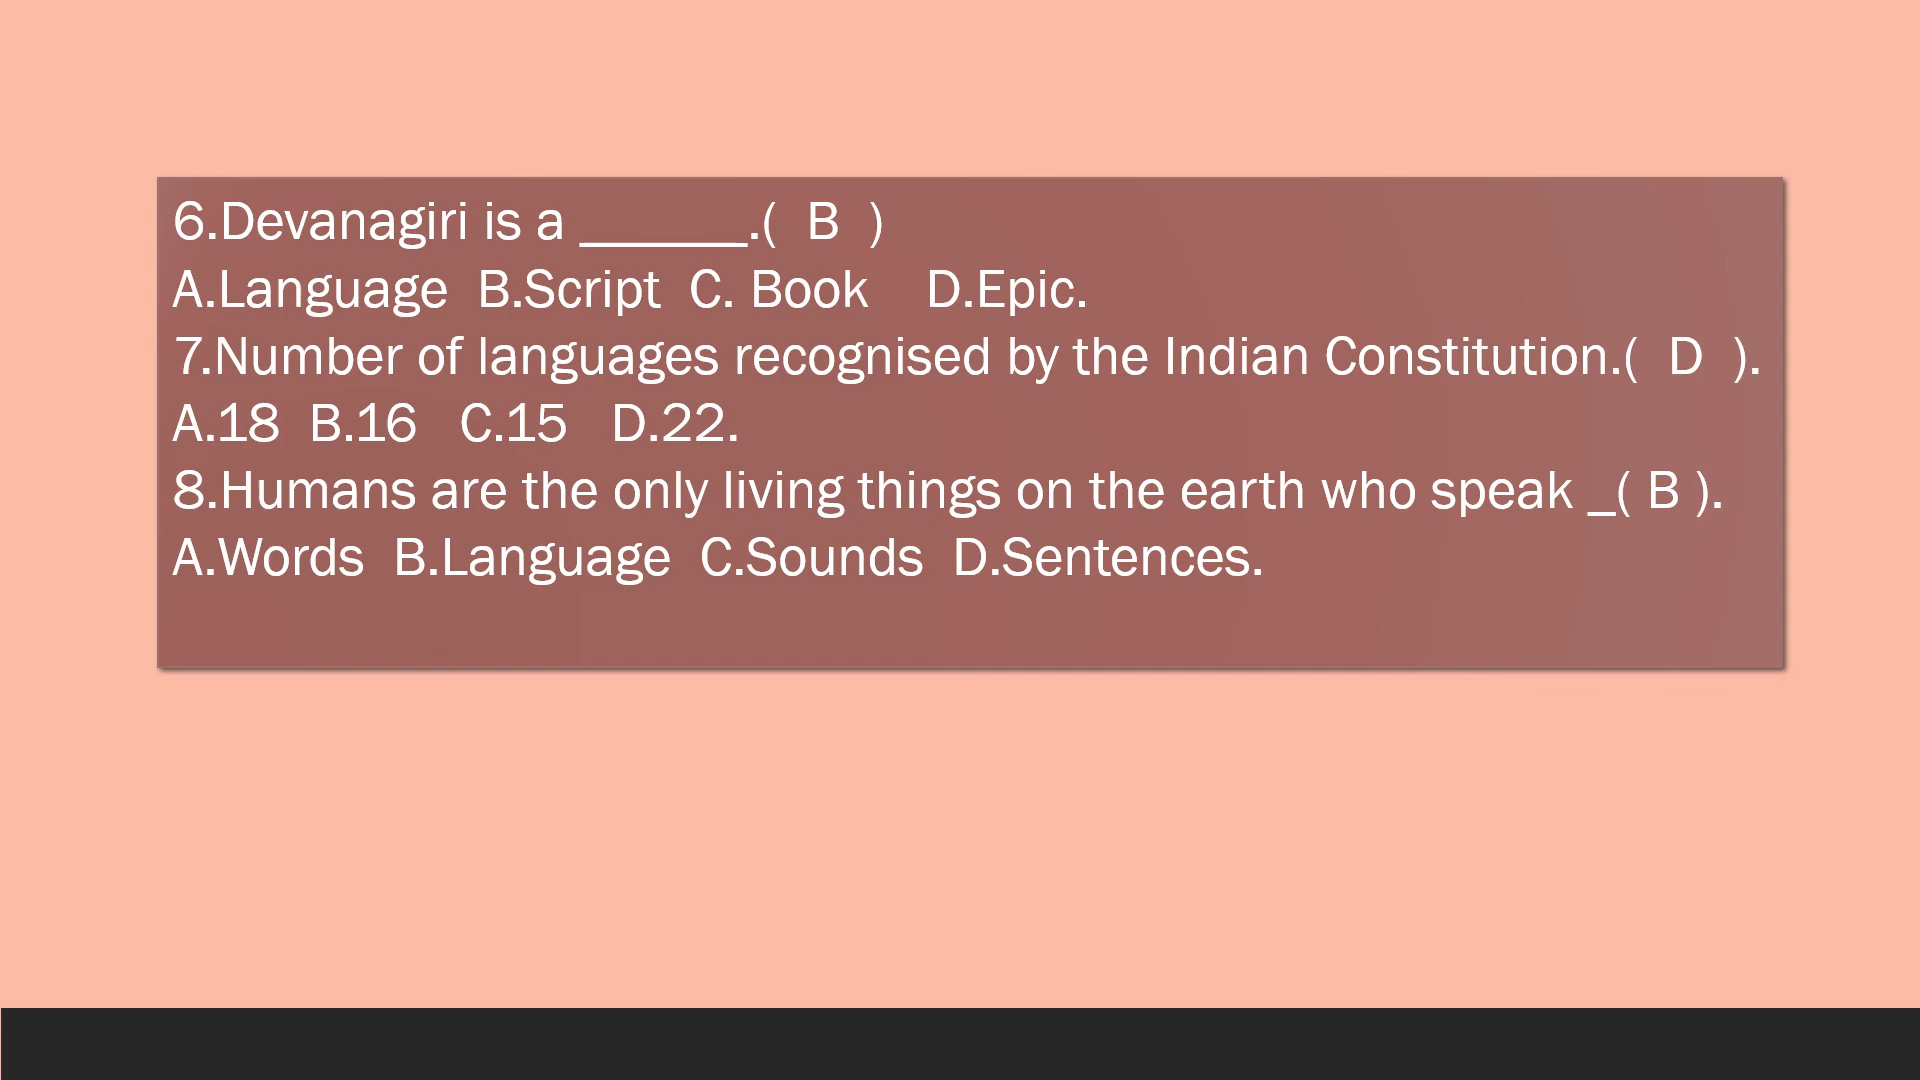 6.Devanagiri is a ______.(  B  )
A.Language  B.Script  C. Book    D.Epic.
7.Number of languages recognised by the Indian Constitution.(  D  ).
A.18  B.16   C.15   D.22.
8.Humans are the only living things on the earth who speak _( B ).
A.Words  B.Language  C.Sounds  D.Sentences.